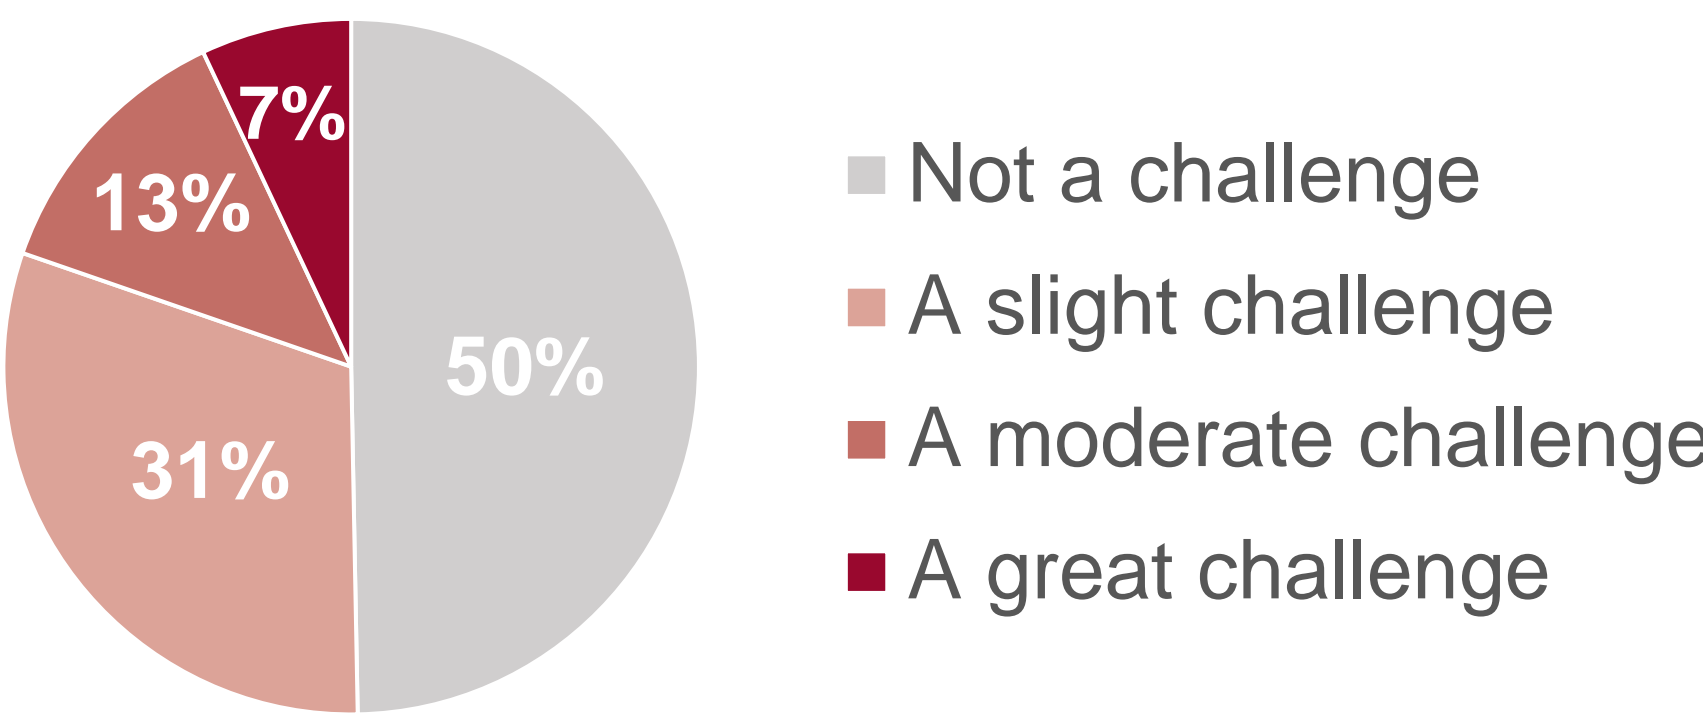 7%
13%
50%
31%
Not a challenge
A slight challenge
A moderate challenge
A great challenge